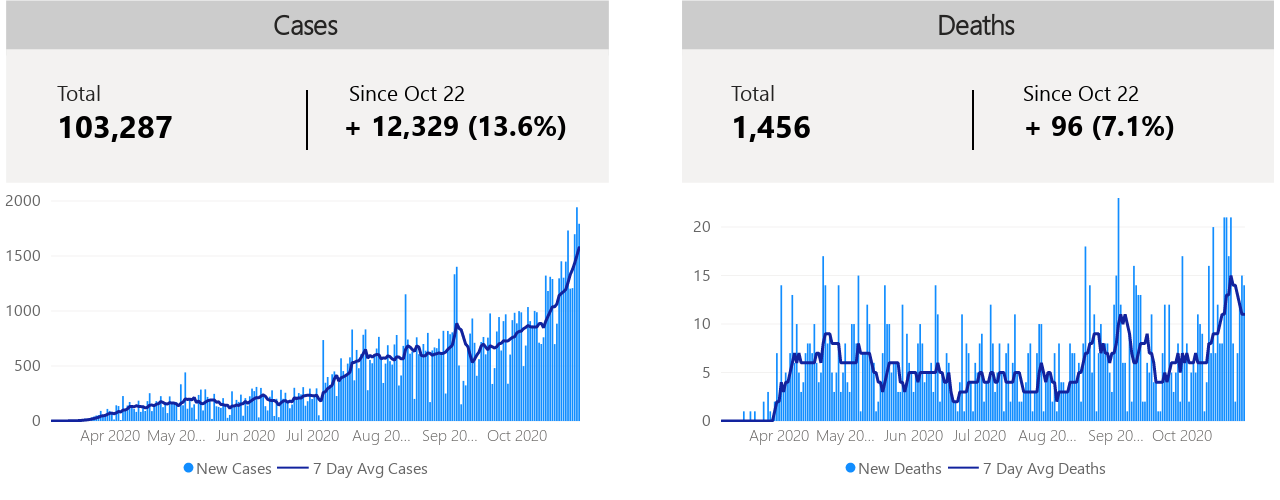 Cases
Total
103,287
Since Oct 22
+ 12,329 (13.6%)
2000
1500
1000
500
0
Apr 2020 May 20... Jun 2020 Jul 2020 Aug 20... Sep 20... Oct 2020
New Cases 7 Day Avg Cases
Deaths
Total
1,456
Since Oct 22
+ 96 (7.1%)
20
15
10
5
0
Apr 2020 May 20... Jun 2020 Jul 2020 Aug 20... Sep 20... Oct 2020
New Deaths 7 Day Avg Deaths